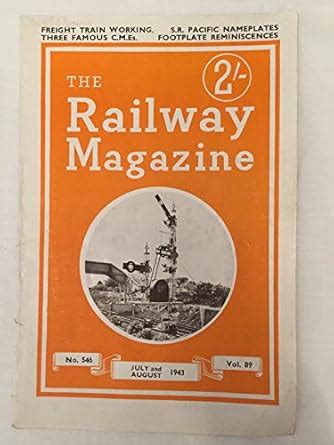 FREIGHT TRAIN WORKING. S.R. PACIFIC NAMEPLATES
THREE FAMOUS C.M.Es. FOOTPLATE REMINISCENCES
2/-
THE
Railway
Magazine
No. 546
JULY and
AUGUST 1943
Vol. 89